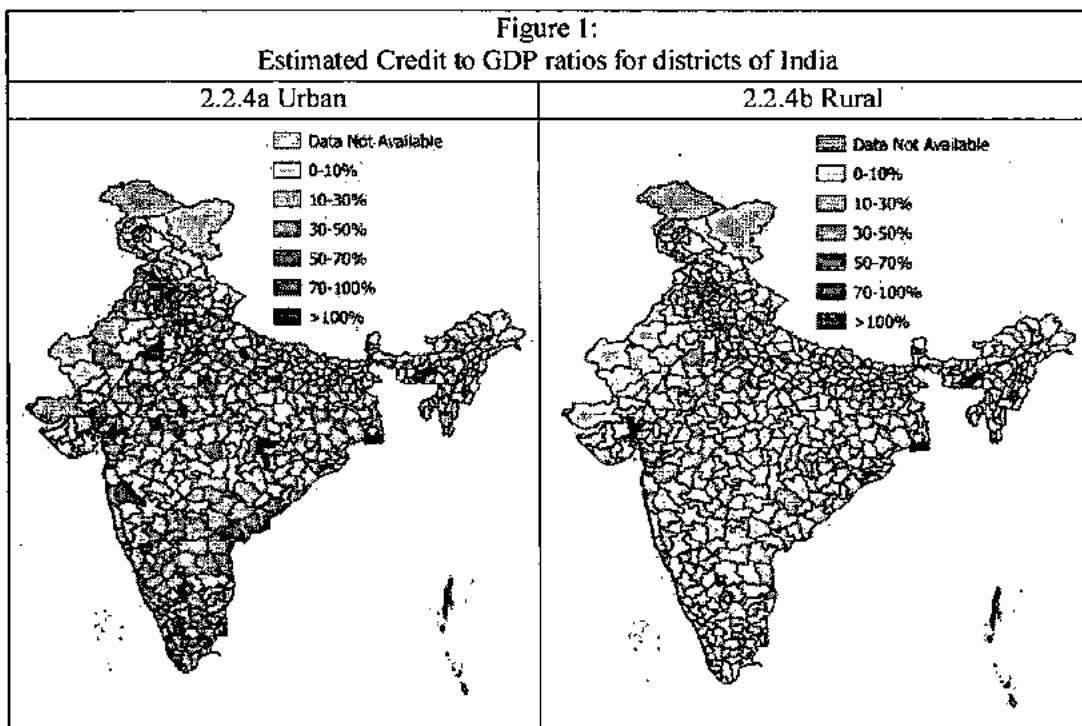 Figure 1:
Estimated Credit to GDP ratios for districts of India
2.2.4a Urban
2.2.4b Rural
Data Not Available
0-10%
10-30%
30-50%
50-70%
70-100%
>100%
Data Not Available
0-10%
10-30%
30-50%
50-70%
70-100%
>100%